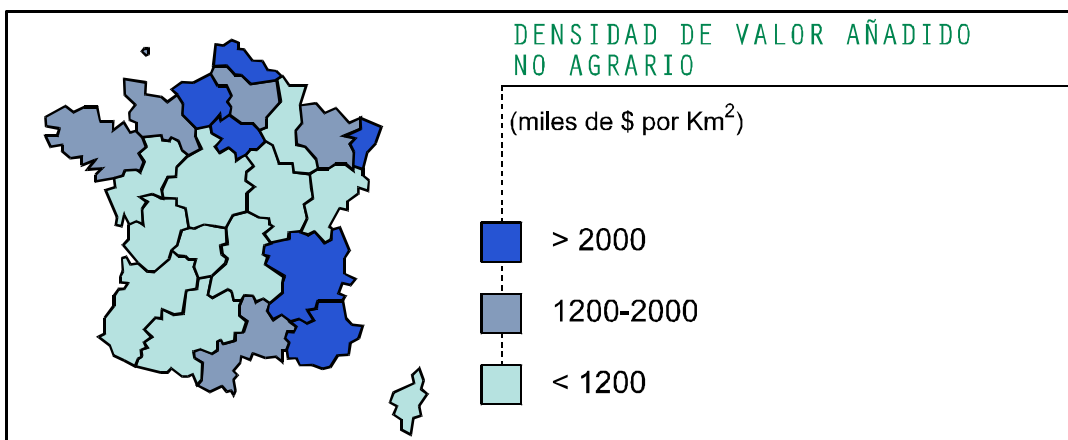 DENSIDAD DE VALOR AÑADIDO
NO AGRARIO
(miles de $ por Km²)
> 2000
1200-2000
< 1200